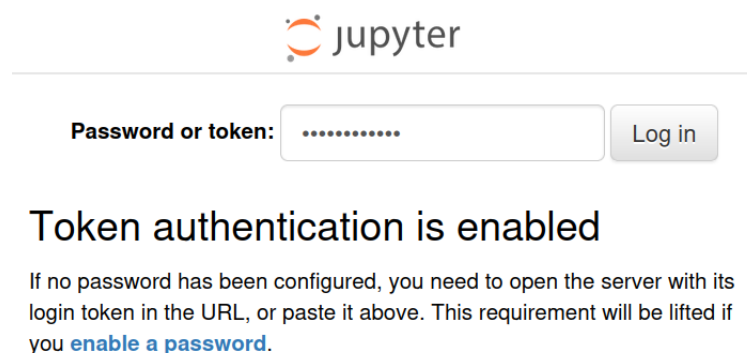 jupyter
Password or token: •••••••••••• Log in
Token authentication is enabled
If no password has been configured, you need to open the server with its
login token in the URL, or paste it above. This requirement will be lifted if
you enable a password.